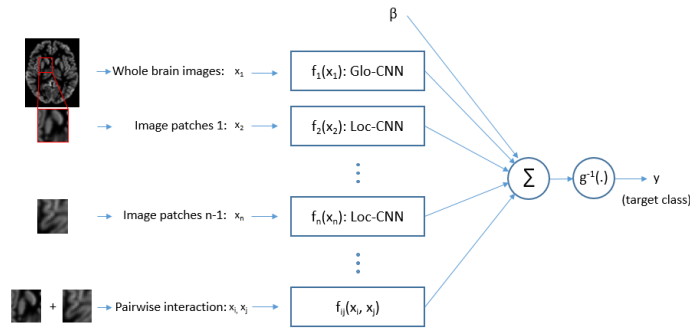 β
Whole brain images: x₁
f₁(x₁): Glo-CNN
Image patches 1: x₂
f₂(x₂): Loc-CNN
Σ
g⁻¹(.)
y
(target class)
Image patches n-1: xₙ
fₙ(xₙ): Loc-CNN
+
Pairwise interaction: xᵢ, xⱼ
fᵢⱼ(xᵢ, xⱼ)